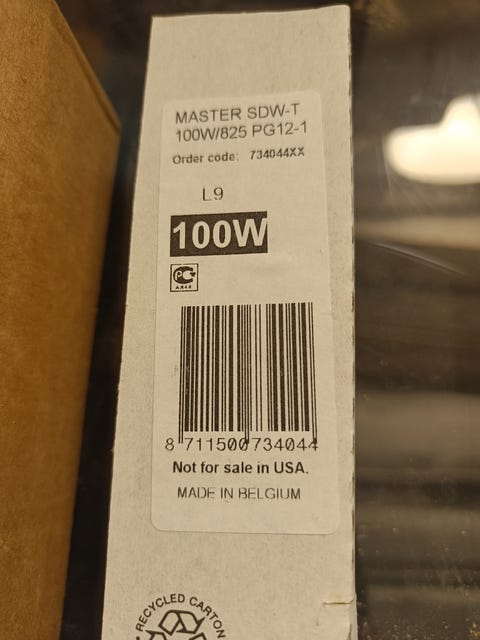 MASTER SDW-T
100W/825 PG12-1
Order code: 734044XX
L9
100W
8 711500 734044
Not for sale in USA.
MADE IN BELGIUM
RECYCLED CARTON